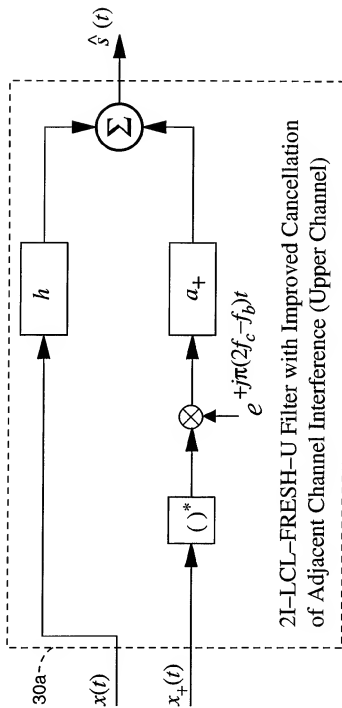 30a
x(t)
x₊(t)
h
( )*
e^{+jπ(2f_c–f_b)t}
a₊
Σ
ŝ(t)
2I–LCL–FRESH–U Filter with Improved Cancellation
of Adjacent Channel Interference (Upper Channel)